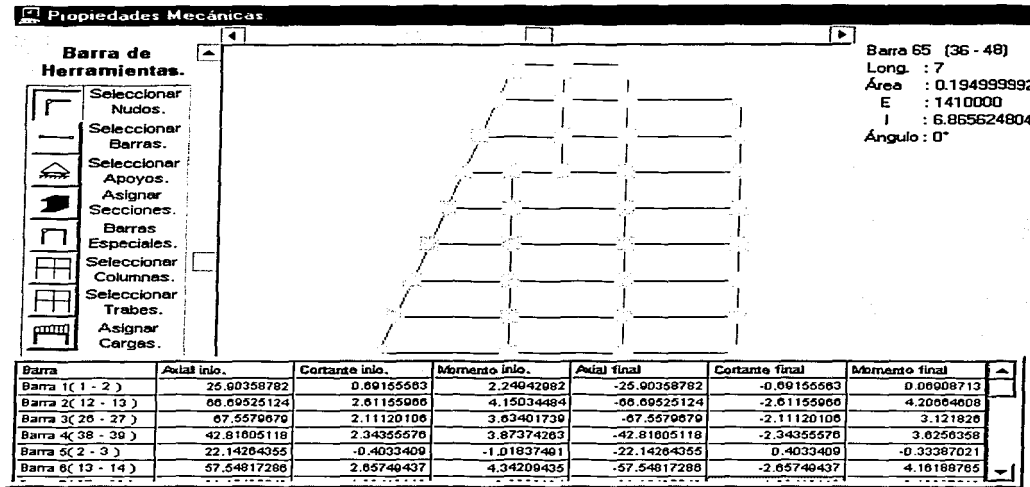 Propiedades Mecánicas
Barra de
Herramientas.
Seleccionar
Nudos.
Seleccionar
Barras.
Seleccionar
Apoyos.
Asignar
Secciones.
Barras
Especiales.
Seleccionar
Columnas.
Seleccionar
Trabes.
Asignar
Cargas.
Barra 65 (36 - 48)
Long. : 7
Área : 0.194999992
E : 1410000
I : 6.865624804
Ángulo : 0°
Barra Axial inio. Cortante inio. Momento inio. Axial final Cortante final Momento final
Barra 1( 1 - 2 ) 25.90358782 0.69155563 2.24942982 -25.90358782 -0.69155563 0.06908713
Barra 2( 12 - 13 ) 66.69525124 2.61155966 4.15034484 -66.69525124 -2.61155966 4.20664608
Barra 3( 26 - 27 ) 67.5579679 2.11120106 3.63401739 -67.5579679 -2.11120106 3.121826
Barra 4( 38 - 39 ) 42.81605118 2.34355576 3.87374263 -42.81605118 -2.34355576 3.6256358
Barra 5( 2 - 3 ) 22.14264355 -0.4033409 -1.01837491 -22.14264355 0.4033409 -0.33387021
Barra 6( 13 - 14 ) 57.54817286 2.65749437 4.34209435 -57.54817286 -2.65749437 4.16188765